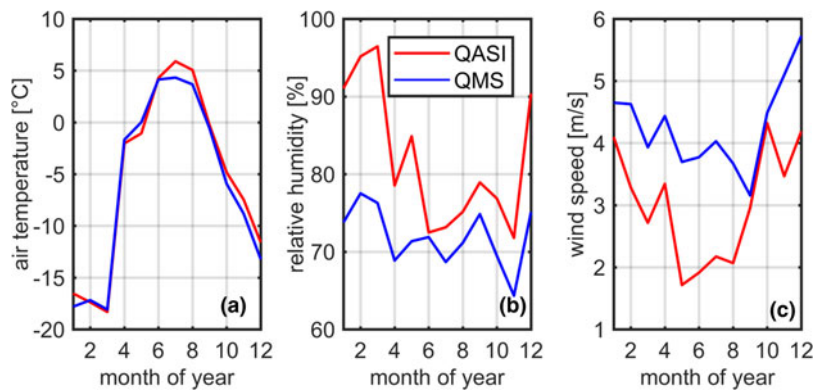 air temperature [°C]
10
5
0
-5
-10
-15
-20
2 4 6 8 10 12
month of year
(a)
relative humidity [%]
100
90
80
70
60
QASI
QMS
2 4 6 8 10 12
month of year
(b)
wind speed [m/s]
6
5
4
3
2
1
2 4 6 8 10 12
month of year
(c)